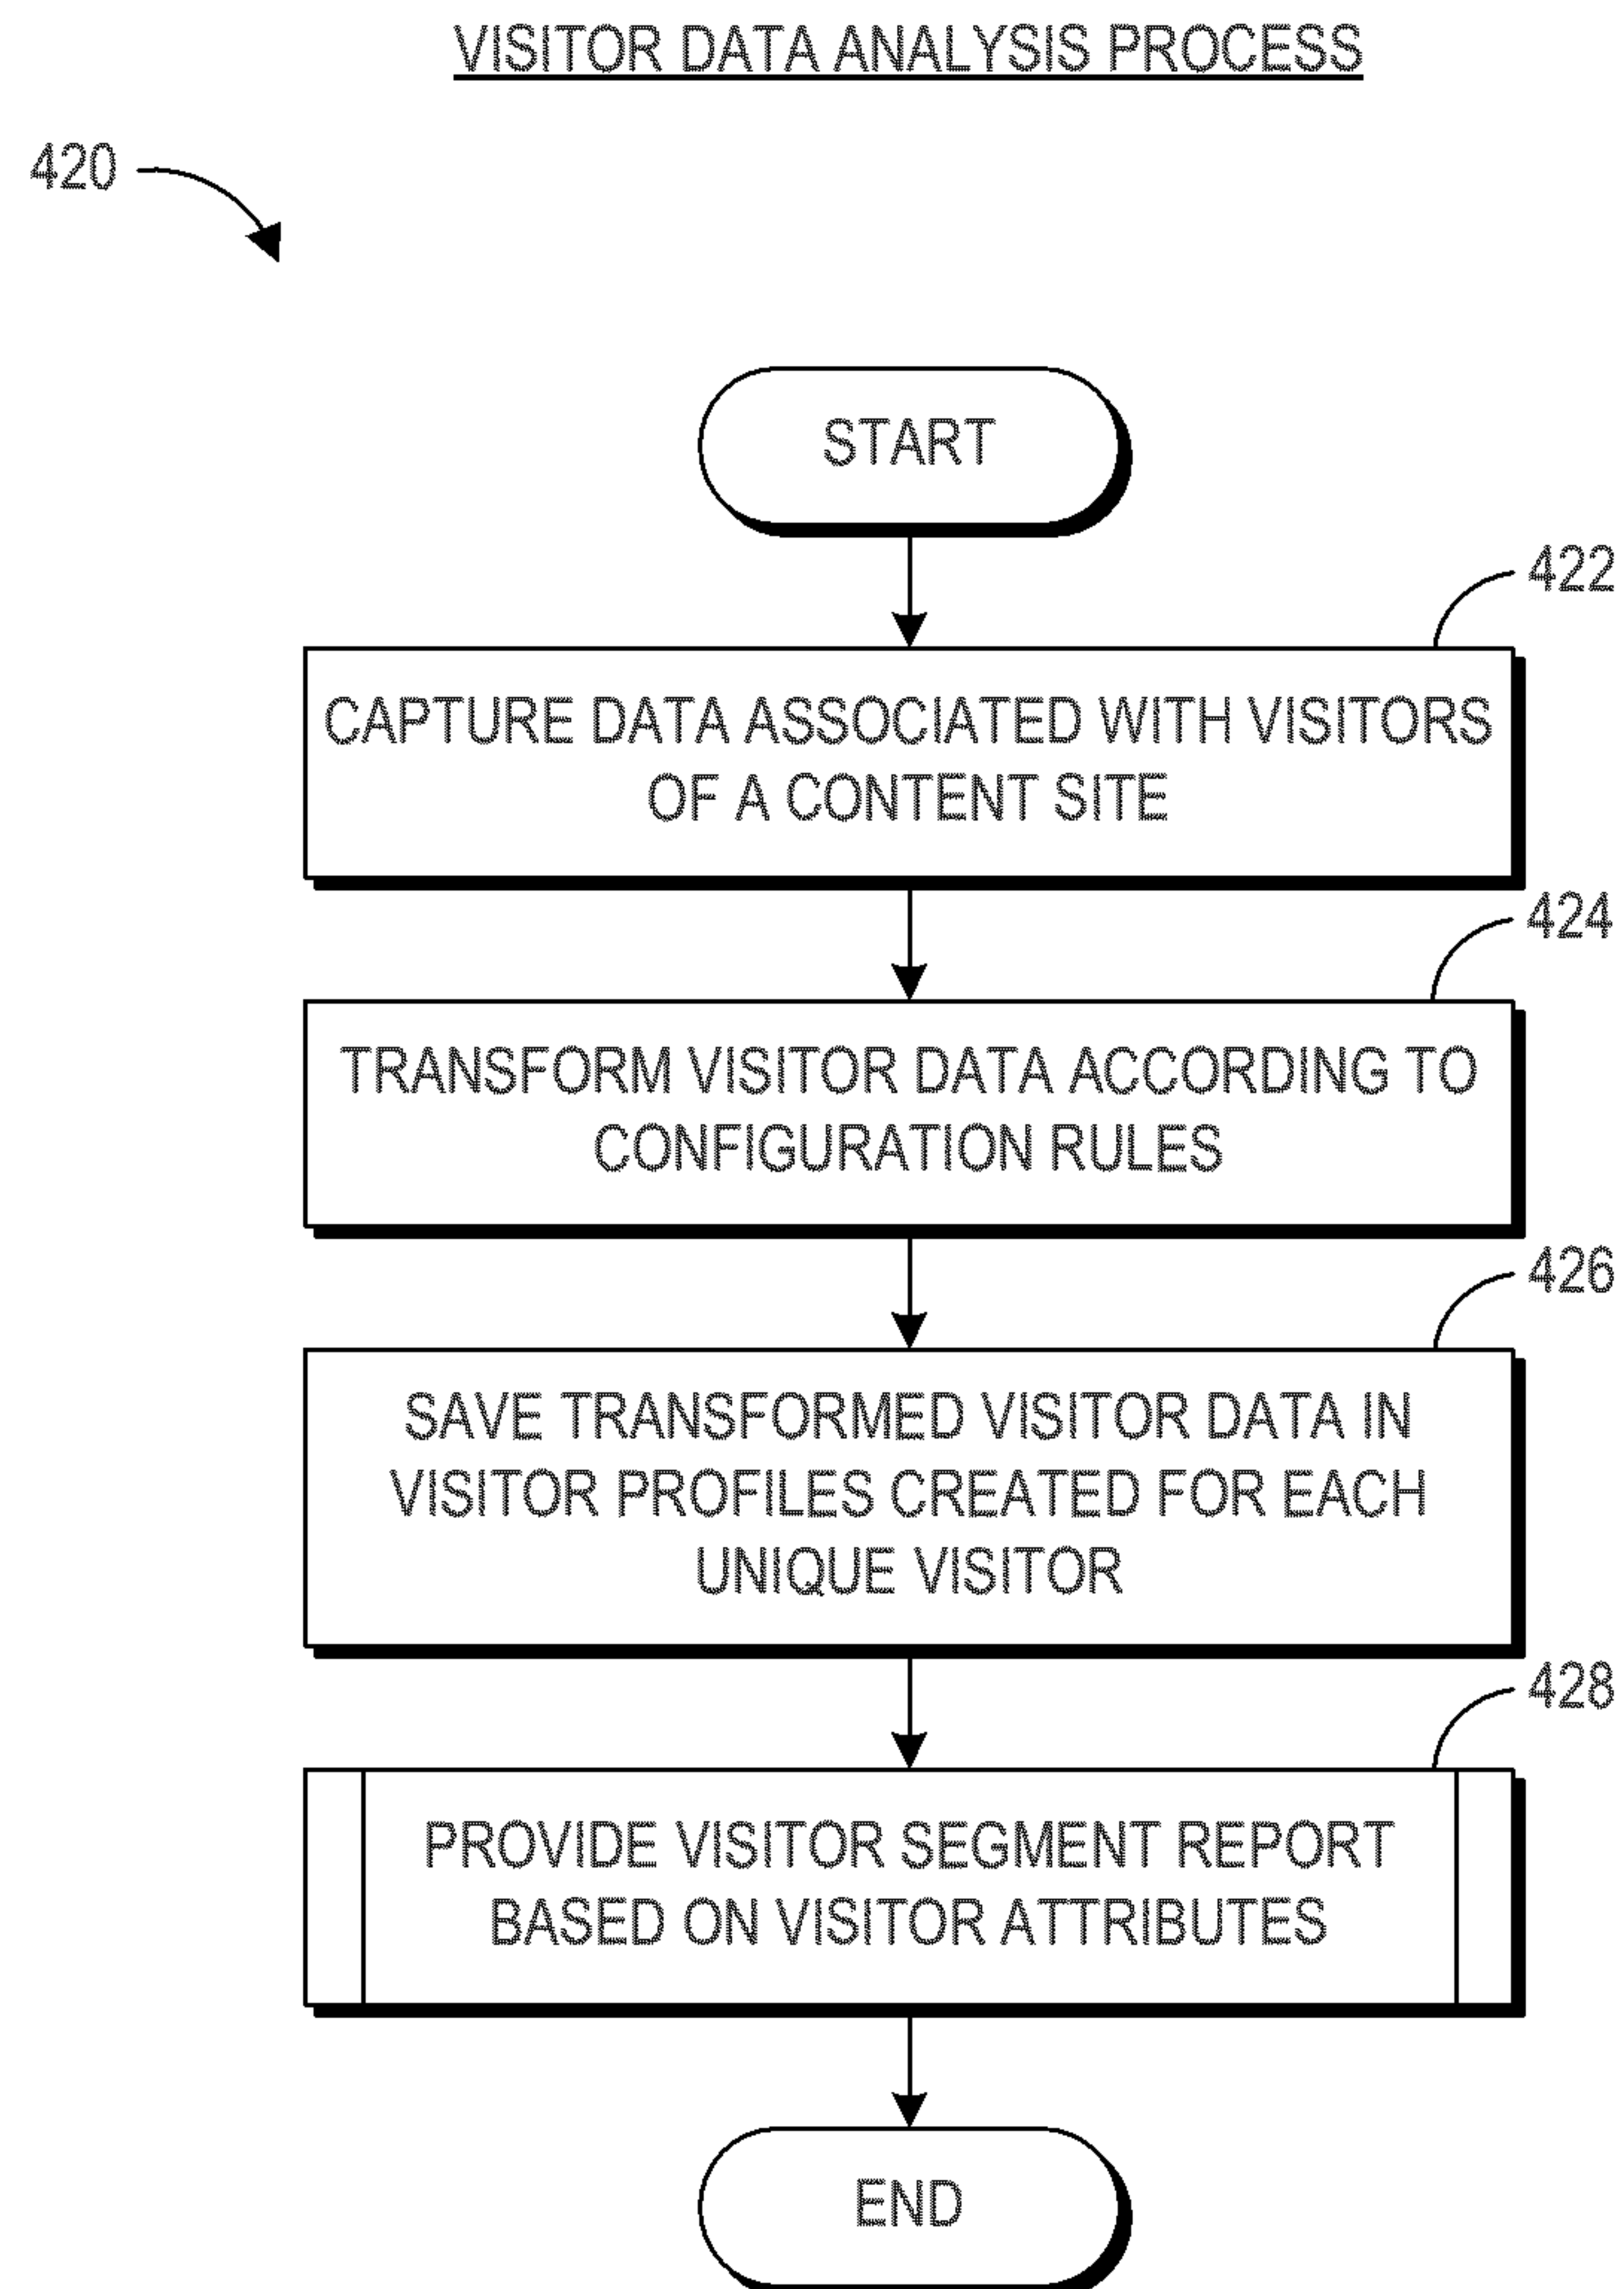 VISITOR DATA ANALYSIS PROCESS
420
START
422
CAPTURE DATA ASSOCIATED WITH VISITORS
OF A CONTENT SITE
424
TRANSFORM VISITOR DATA ACCORDING TO
CONFIGURATION RULES
426
SAVE TRANSFORMED VISITOR DATA IN
VISITOR PROFILES CREATED FOR EACH
UNIQUE VISITOR
428
PROVIDE VISITOR SEGMENT REPORT
BASED ON VISITOR ATTRIBUTES
END